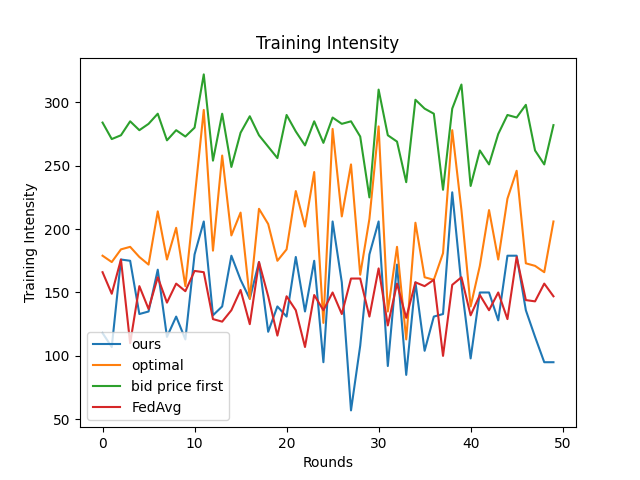 Training Intensity
Training Intensity
300
250
200
150
100
50
ours
optimal
bid price first
FedAvg
0
10
20
30
40
50
Rounds